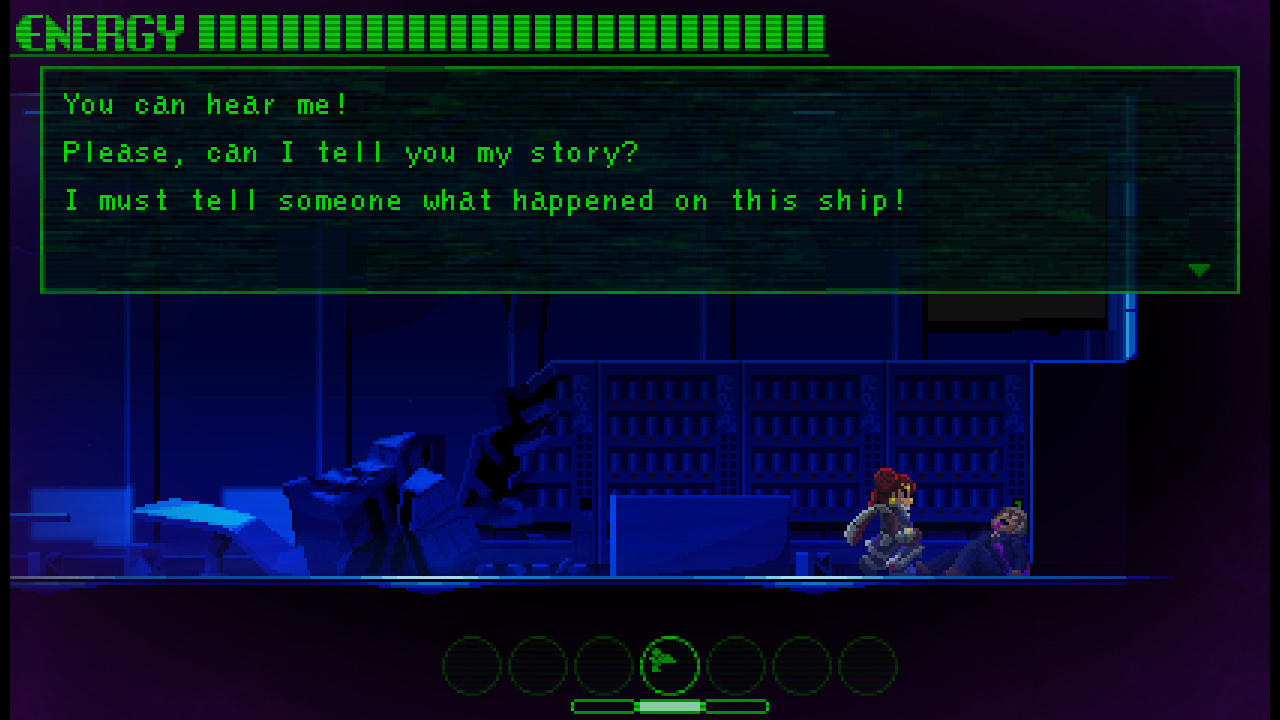 ENERGY
You can hear me!
Please, can I tell you my story?
I must tell someone what happened on this ship!